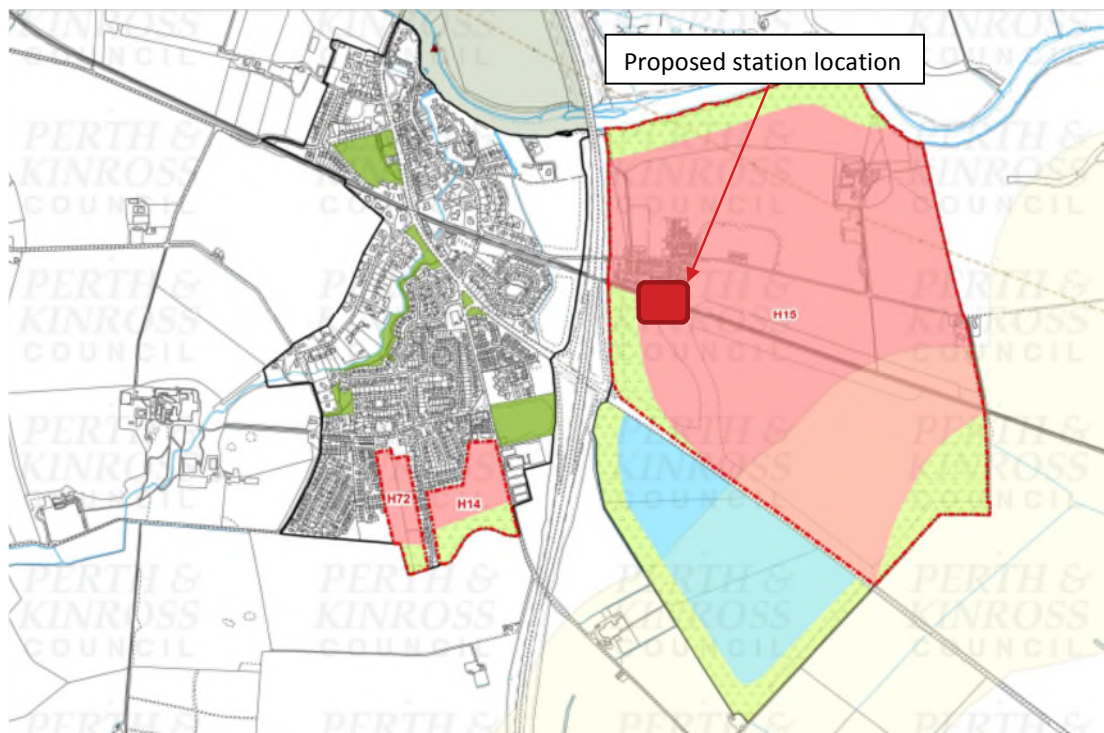 Proposed station location
PERTH &
KINROSS
COUNCIL
H15
H72
H14